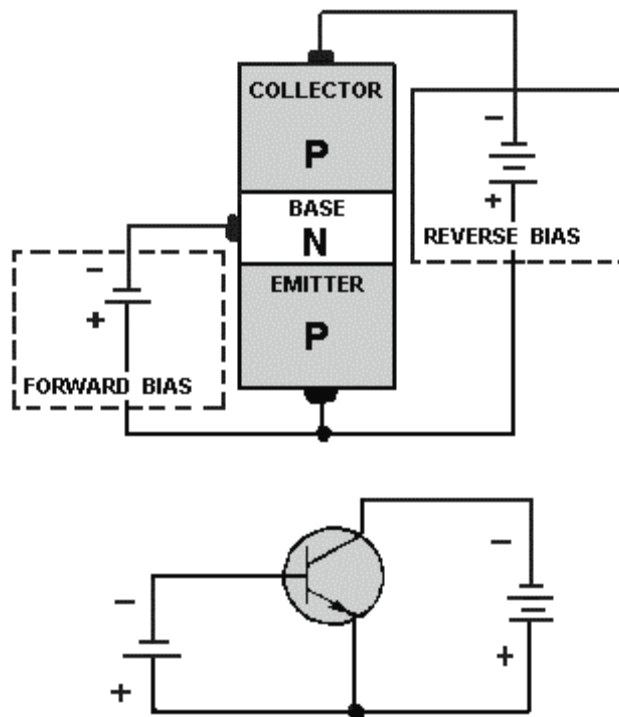 COLLECTOR
P
-
BASE
+
N
REVERSE BIAS
-
EMITTER
+
P
FORWARD BIAS
-
-
+
+